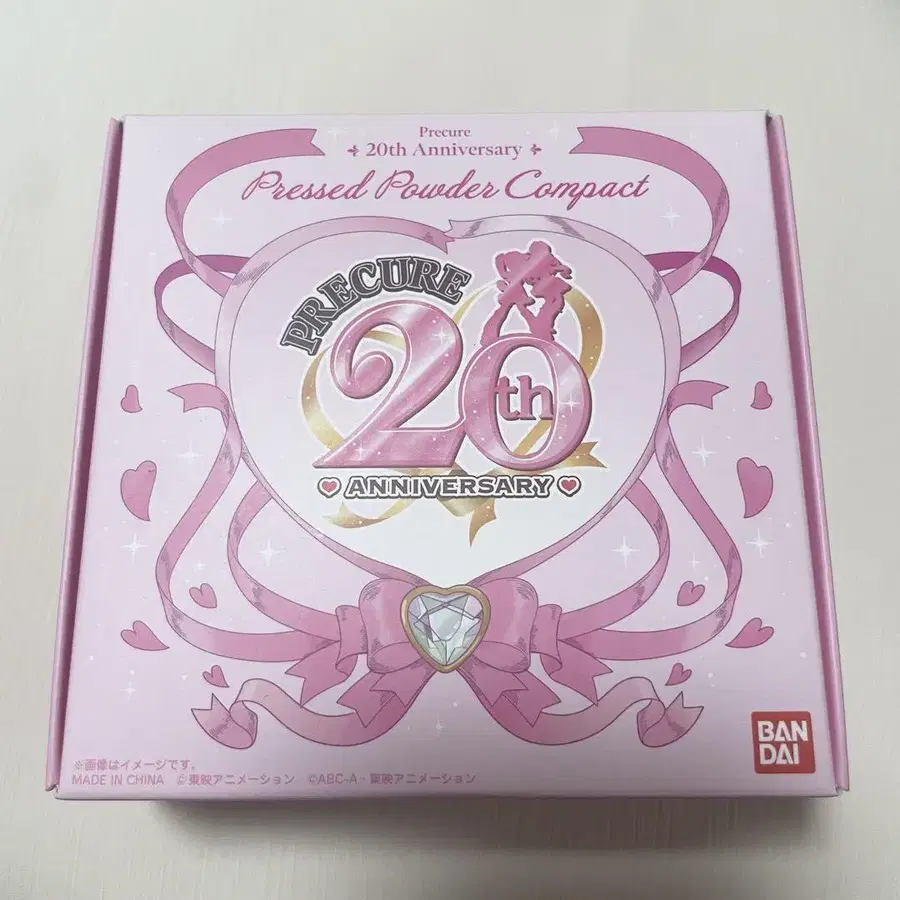 Precure
20th Anniversary
Pressed Powder Compact
PRECURE
20th
ANNIVERSARY
BAN
DAI
※画像はイメージです。
MADE IN CHINA ©東映アニメーション ©ABC-A・東映アニメーション